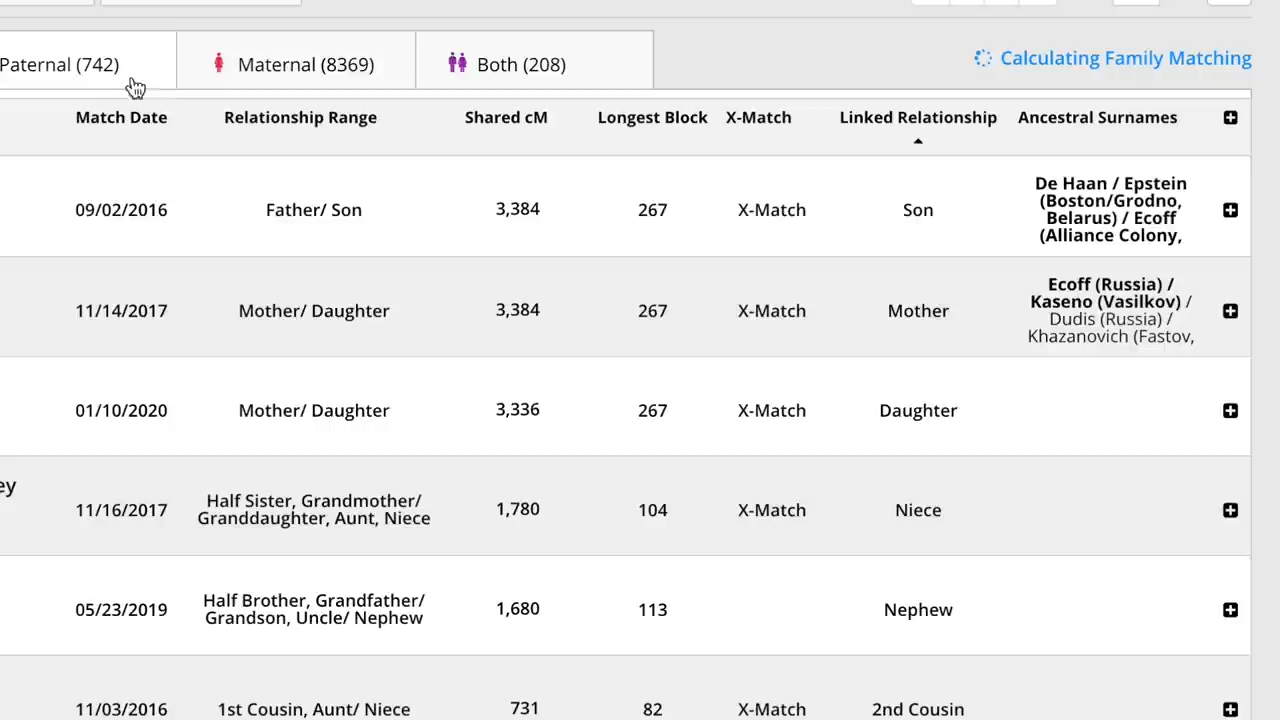 Paternal (742)
Maternal (8369)
Both (208)
Calculating Family Matching
Match Date
Relationship Range
Shared cM
Longest Block
X-Match
Linked Relationship
Ancestral Surnames
09/02/2016
Father/ Son
3,384
267
X-Match
Son
De Haan / Epstein
(Boston/Grodno,
Belarus) / Ecoff
(Alliance Colony,
11/14/2017
Mother/ Daughter
3,384
267
X-Match
Mother
Ecoff (Russia) /
Kaseno (Vasilkov) /
Dudis (Russia) /
Khazanovich (Fastov,
01/10/2020
Mother/ Daughter
3,336
267
X-Match
Daughter
ey
11/16/2017
Half Sister, Grandmother/
Granddaughter, Aunt, Niece
1,780
104
X-Match
Niece
05/23/2019
Half Brother, Grandfather/
Grandson, Uncle/ Nephew
1,680
113
Nephew
11/03/2016
1st Cousin, Aunt/ Niece
731
82
X-Match
2nd Cousin